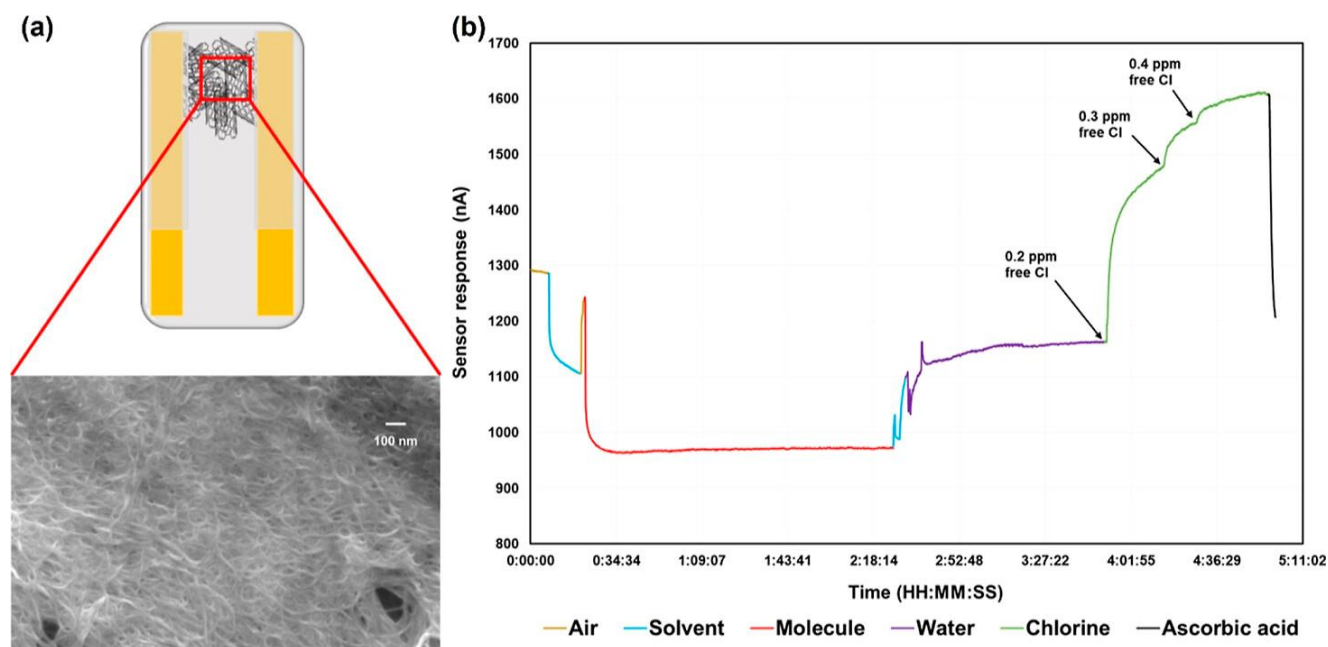 (a)
100 nm
(b)
Sensor response (nA)
1700
1600
1500
1400
1300
1200
1100
1000
900
800
0.2 ppm
free Cl
0.3 ppm
free Cl
0.4 ppm
free Cl
0:00:00
0:34:34
1:09:07
1:43:41
2:18:14
2:52:48
3:27:22
4:01:55
4:36:29
5:11:02
Time (HH:MM:SS)
Air
Solvent
Molecule
Water
Chlorine
Ascorbic acid